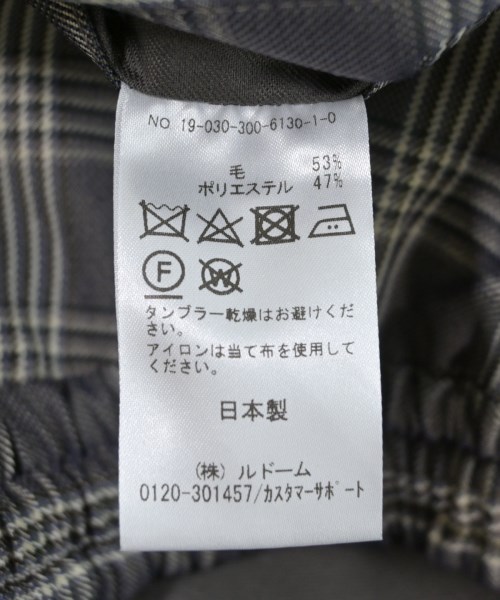 NO 19-030-300-6130-1-0
毛 53%
ポリエステル 47%
F W
タンブラー乾燥はお避けくだ
さい。
アイロンは当て布を使用して
ください。
日本製
(株) ルドーム
0120-301457/カスタマーサポート